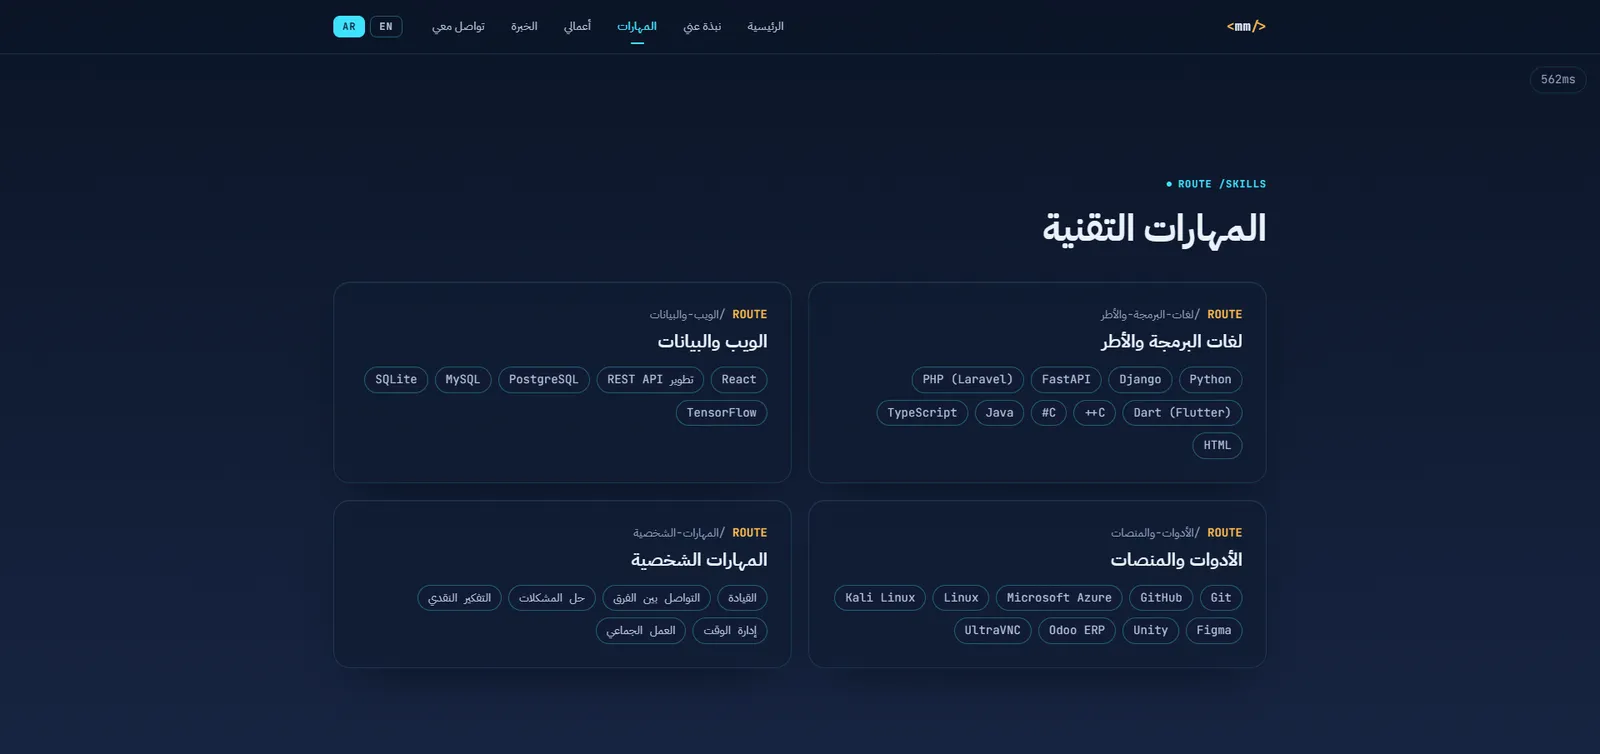 <mm/>
الرئيسية
نبذة عني
المهارات
أعمالي
الخبرة
تواصل معي
EN
AR
562ms
ROUTE /SKILLS
المهارات التقنية
ROUTE /لغات-البرمجة-والأطر
لغات البرمجة والأطر
Python
Django
FastAPI
PHP (Laravel)
Dart (Flutter)
++C
#C
Java
TypeScript
HTML
ROUTE /الويب-والبيانات
الويب والبيانات
React
تطوير REST API
PostgreSQL
MySQL
SQLite
TensorFlow
ROUTE /الأدوات-والمنصات
الأدوات والمنصات
Git
GitHub
Microsoft Azure
Linux
Kali Linux
Figma
Unity
Odoo ERP
UltraVNC
ROUTE /المهارات-الشخصية
المهارات الشخصية
القيادة
التواصل بين الفرق
حل المشكلات
التفكير النقدي
إدارة الوقت
العمل الجماعي